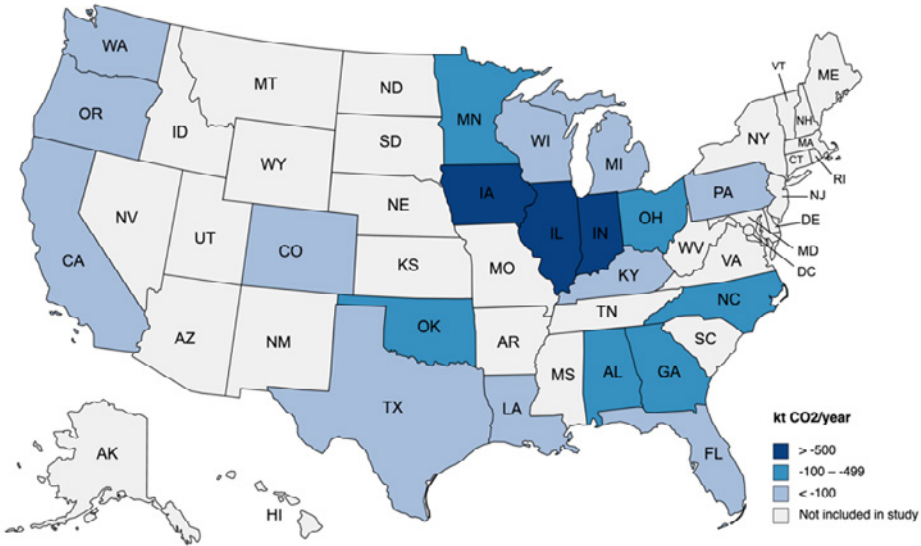 WA
MT
ND
MN
VT
ME
OR
ID
SD
WI
MI
NY
NH
MA
CT
RI
WY
IA
NE
PA
NJ
NV
UT
CO
IL
IN
OH
DE
MD
DC
CA
KS
MO
KY
WV
VA
AZ
NM
OK
AR
TN
NC
SC
TX
LA
MS
AL
GA
FL
AK
HI
kt CO2/year
> -500
-100 – -499
< -100
Not included in study